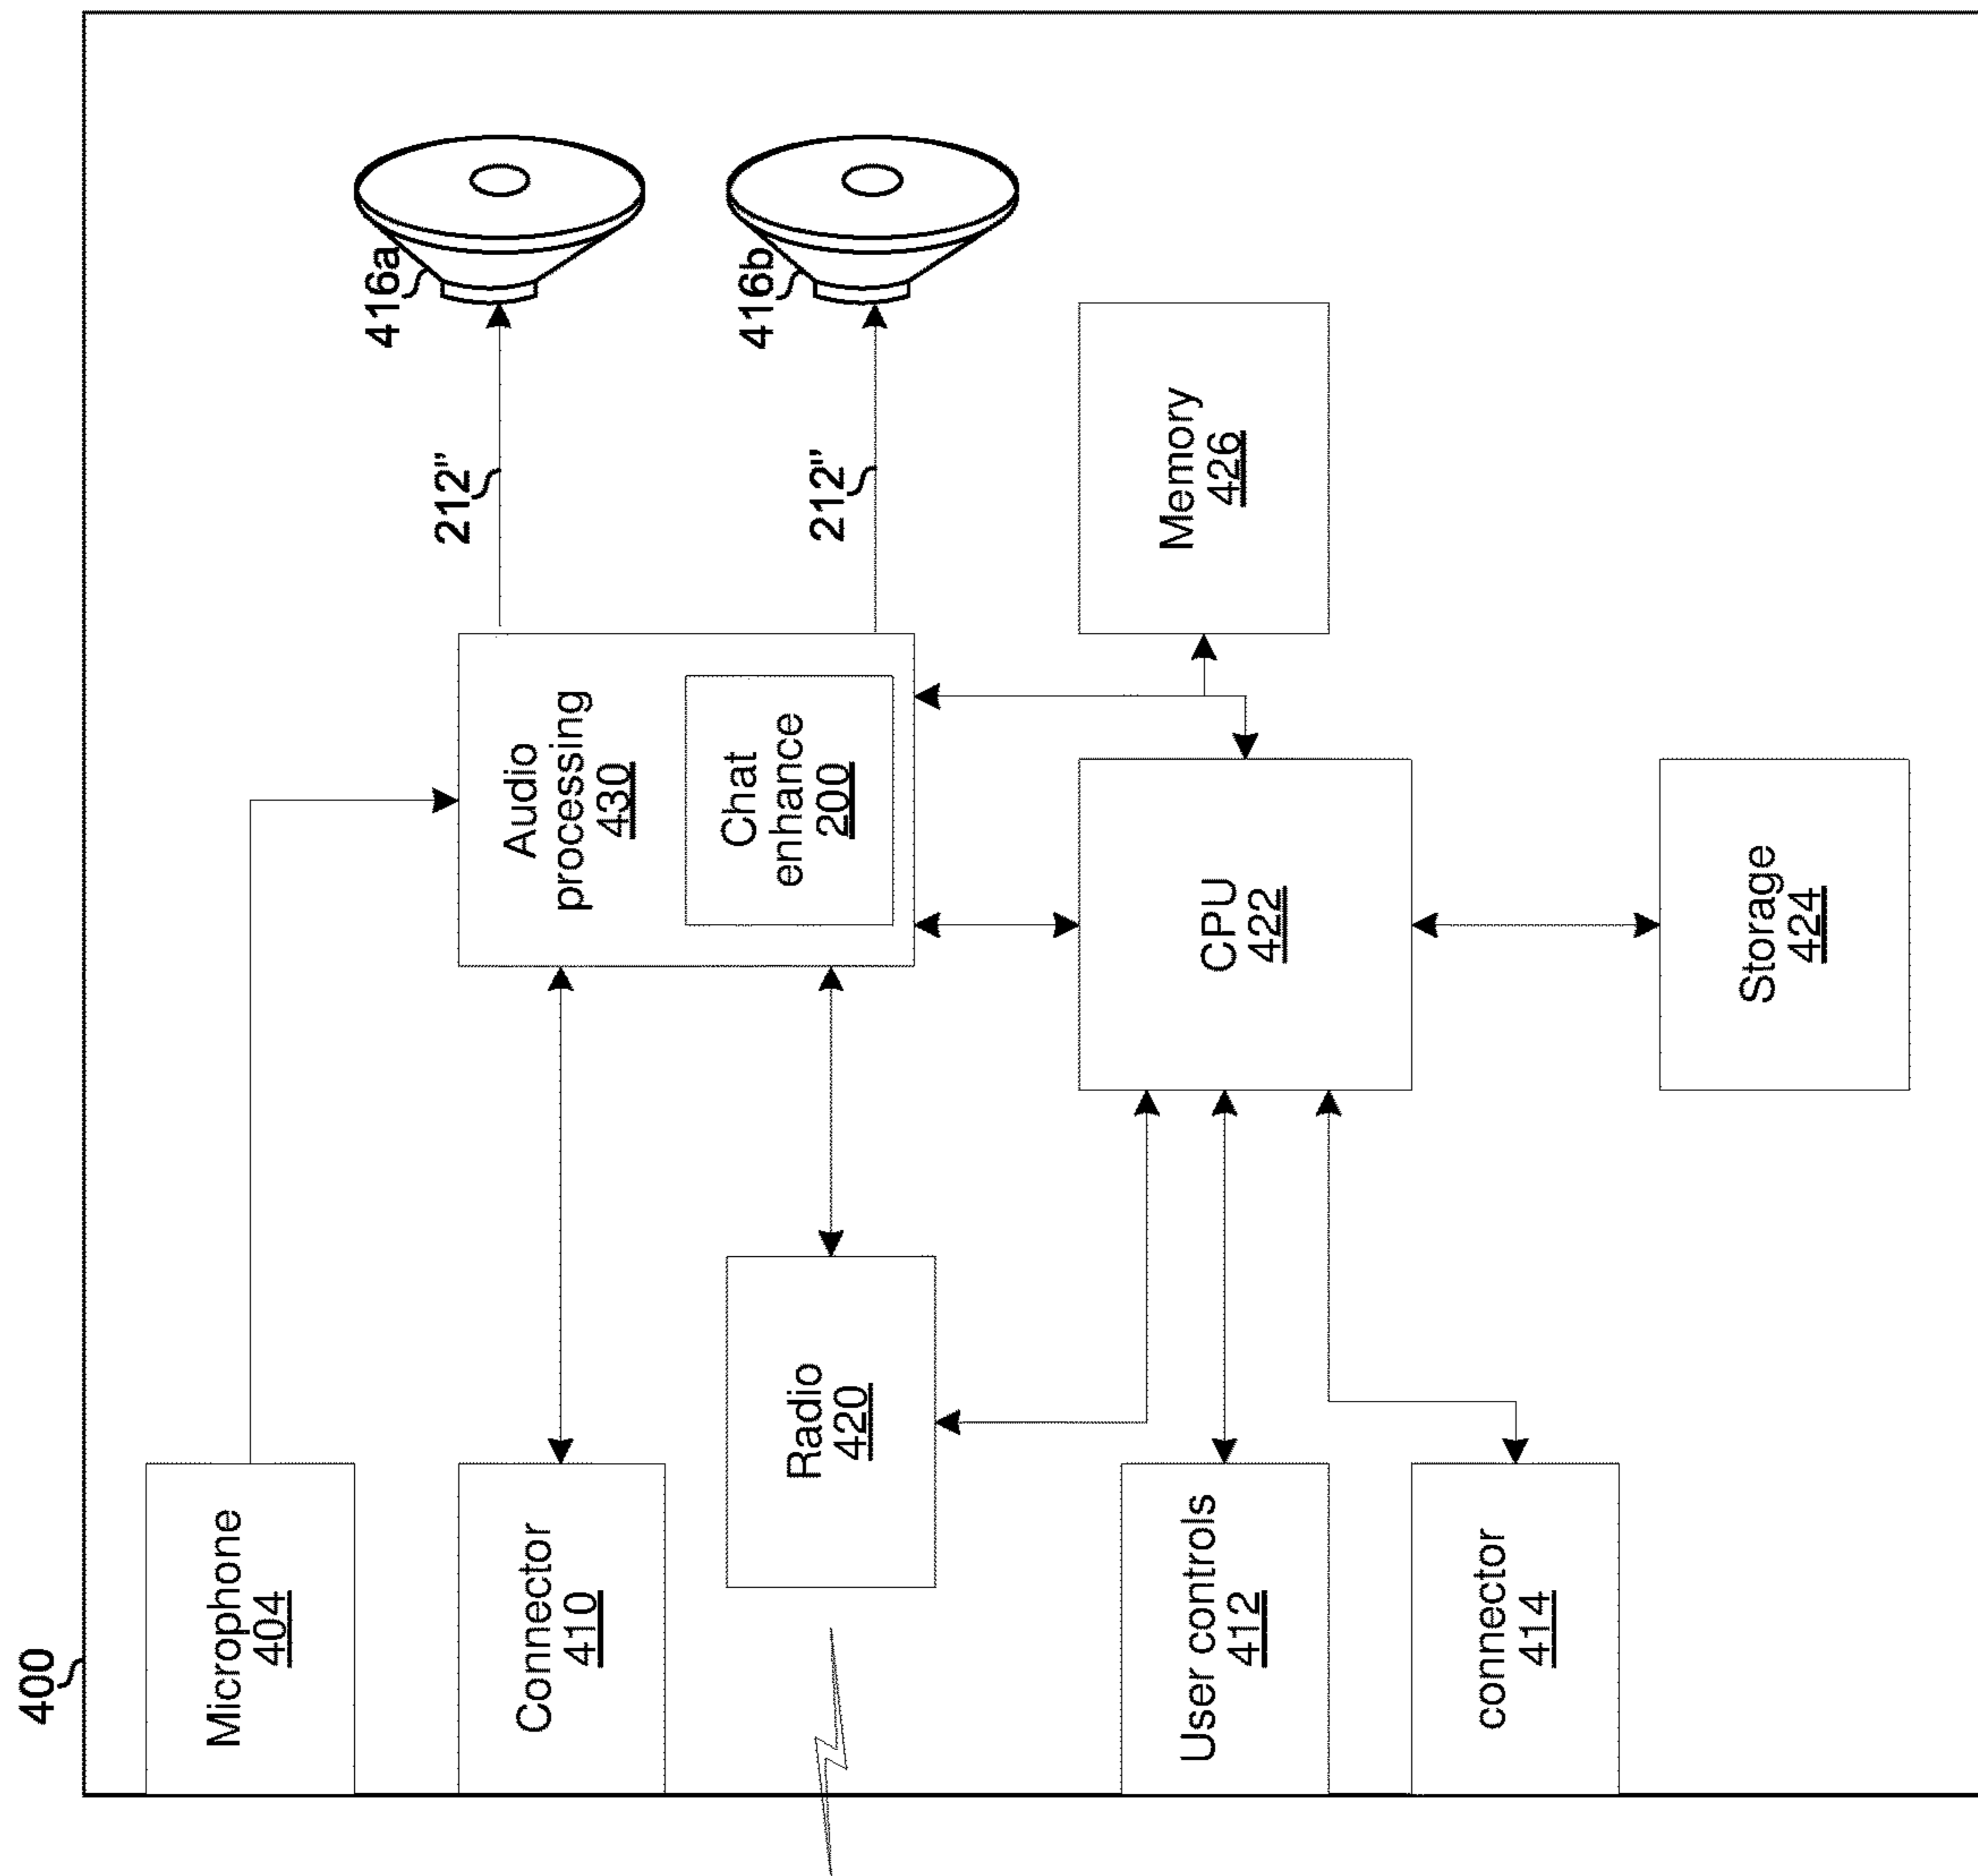 400
Microphone
404
Connector
410
Radio
420
User controls
412
connector
414
Audio
processing
430
Chat
enhance
200
CPU
422
Storage
424
Memory
426
212"
212"
416a
416b